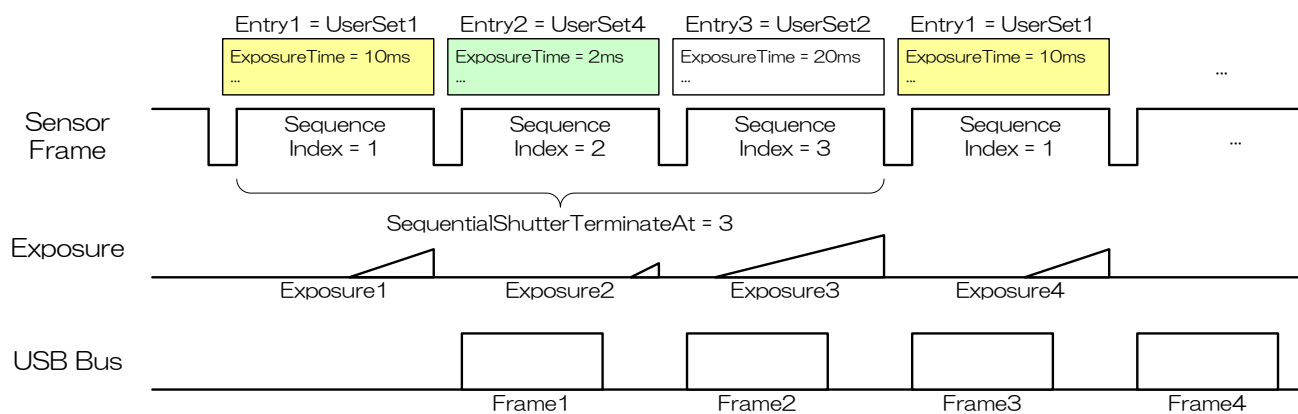 Entry1 = UserSet1 Entry2 = UserSet4 Entry3 = UserSet2 Entry1 = UserSet1
ExposureTime = 10ms ExposureTime = 2ms ExposureTime = 20ms ExposureTime = 10ms
... ... ... ... ...
Sensor
Frame
Sequence Sequence Sequence Sequence
Index = 1 Index = 2 Index = 3 Index = 1 ...
SequentialShutterTerminateAt = 3
Exposure
Exposure1 Exposure2 Exposure3 Exposure4
USB Bus
Frame1 Frame2 Frame3 Frame4